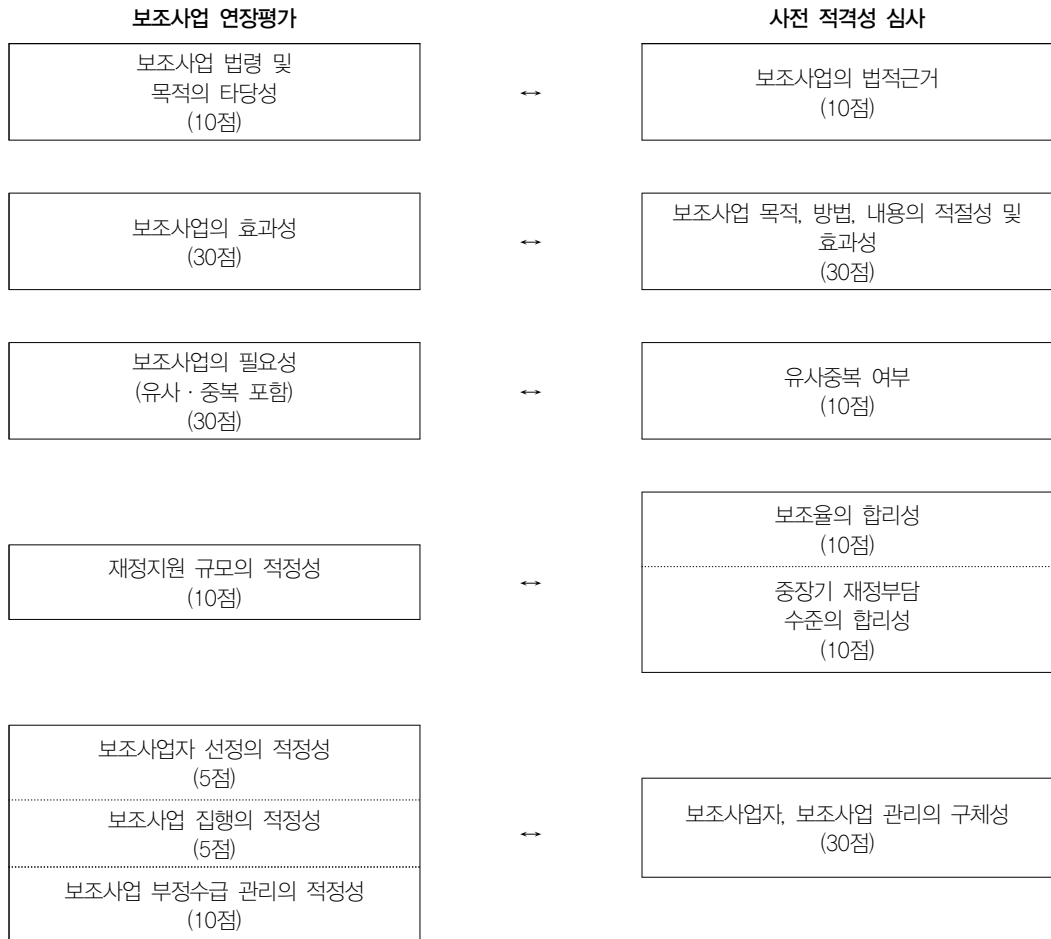 보조사업 연장평가
사전 적격성 심사
보조사업 법령 및
목적의 타당성
(10점)
↔
보조사업의 법적근거
(10점)
보조사업의 효과성
(30점)
↔
보조사업 목적, 방법, 내용의 적절성 및
효과성
(30점)
보조사업의 필요성
(유사 · 중복 포함)
(30점)
↔
유사중복 여부
(10점)
재정지원 규모의 적정성
(10점)
↔
보조율의 합리성
(10점)
중장기 재정부담
수준의 합리성
(10점)
보조사업자 선정의 적정성
(5점)
보조사업 집행의 적정성
(5점)
보조사업 부정수급 관리의 적정성
(10점)
↔
보조사업자, 보조사업 관리의 구체성
(30점)